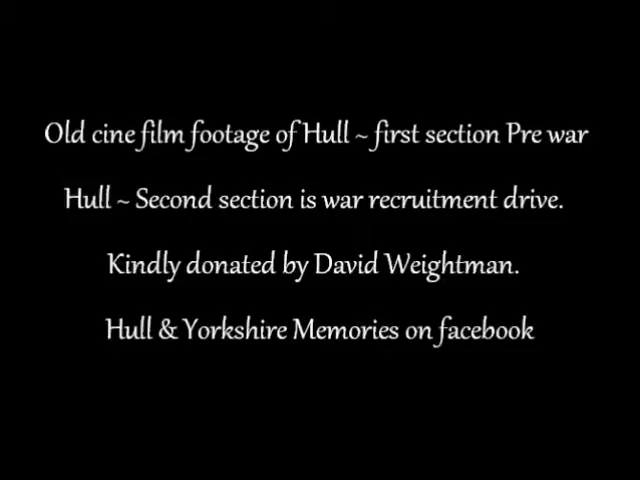 Old cine film footage of Hull ~ first section Pre war
Hull ~ Second section is war recruitment drive.
Kindly donated by David Weightman.
Hull & Yorkshire Memories on facebook